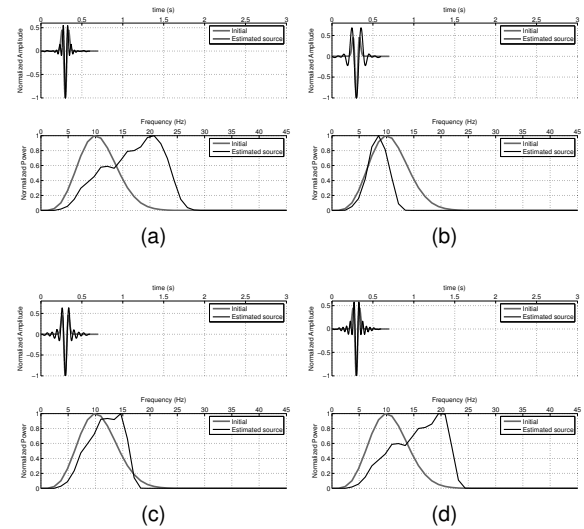 time (s)
0 0.5 1 1.5 2 2.5 3
Normalized Amplitude
0.5
0
−0.5
−1
Initial
Estimated source
Frequency (Hz)
0 5 10 15 20 25 30 35 40 45
Normalized Power
1
0.8
0.6
0.4
0.2
0
Initial
Estimated source
(a)
time (s)
0 0.5 1 1.5 2 2.5 3
Normalized Amplitude
0.5
0
−0.5
−1
Initial
Estimated source
Frequency (Hz)
0 5 10 15 20 25 30 35 40 45
Normalized Power
1
0.8
0.6
0.4
0.2
0
Initial
Estimated source
(b)
time (s)
0 0.5 1 1.5 2 2.5 3
Normalized Amplitude
0.5
0
−0.5
−1
Initial
Estimated source
Frequency (Hz)
0 5 10 15 20 25 30 35 40 45
Normalized Power
1
0.8
0.6
0.4
0.2
0
Initial
Estimated source
(c)
time (s)
0 0.5 1 1.5 2 2.5 3
Normalized Amplitude
0.5
0
−0.5
−1
Initial
Estimated source
Frequency (Hz)
0 5 10 15 20 25 30 35 40 45
Normalized Power
1
0.8
0.6
0.4
0.2
0
Initial
Estimated source
(d)